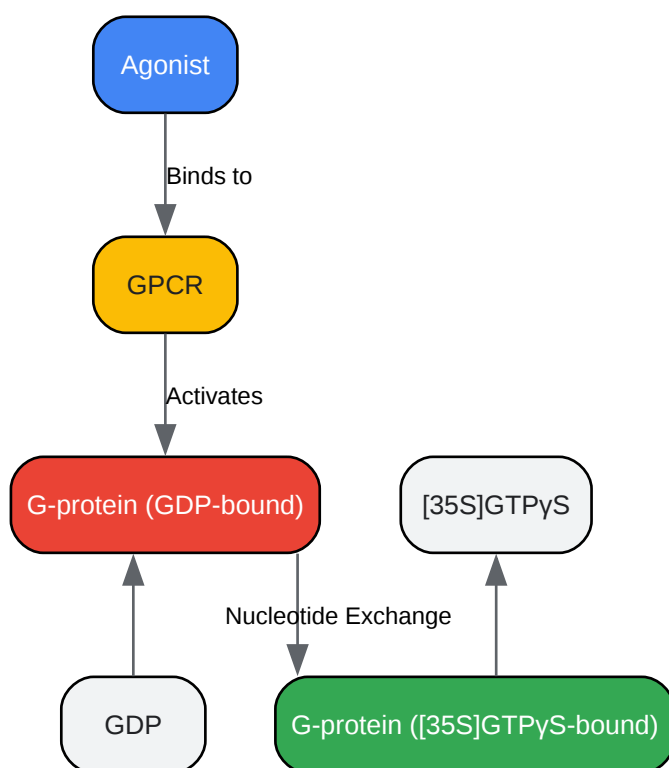 Agonist
Binds to
GPCR
Activates
G-protein (GDP-bound)
[35S]GTPγS
Nucleotide Exchange
GDP
G-protein ([35S]GTPγS-bound)